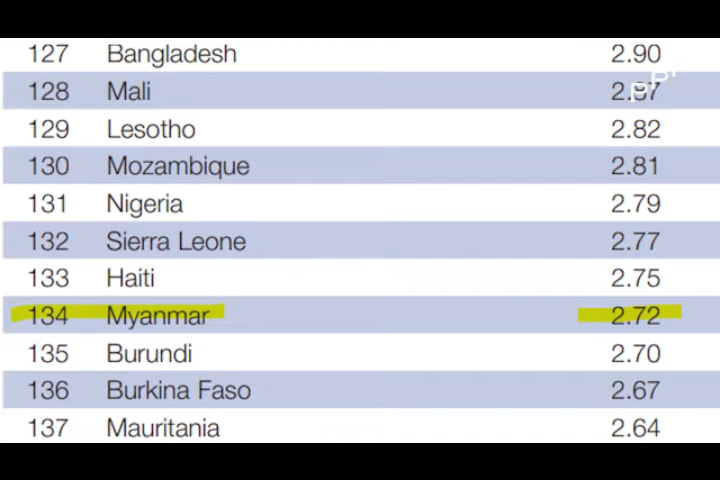 127 Bangladesh 2.90
128 Mali 2.87
129 Lesotho 2.82
130 Mozambique 2.81
131 Nigeria 2.79
132 Sierra Leone 2.77
133 Haiti 2.75
134 Myanmar 2.72
135 Burundi 2.70
136 Burkina Faso 2.67
137 Mauritania 2.64